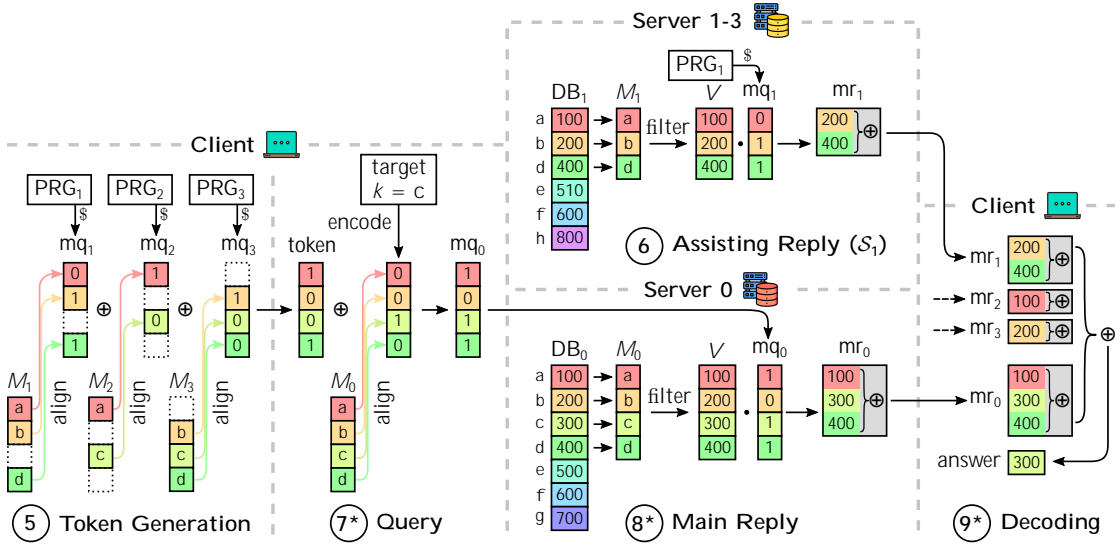 Client
PRG1 PRG2 PRG3
$ $ $
mq1 mq2 mq3
0 1
1 1
0 0
1 0
⊕ ⊕
M1 M2 M3
a a
b b
c c
d d
align align align
5 Token Generation
target
k = c
encode
token mq0
1 0 1
0 0 0
0 1 1
1 0 1
⊕
M0
a
b
c
d
align
7* Query
Server 1-3
PRG1 $
DB1 M1 V mq1 mr1
a 100 a 100 0 200
b 200 b filter 200 · 1 400 ⊕
d 400 d 400 1
e 510
f 600
h 800
6 Assisting Reply (S1)
Server 0
DB0 M0 V mq0 mr0
a 100 a 100 1 100
b 200 b filter 200 0 300 ⊕
c 300 c 300 · 1 400
d 400 d 400 1
e 500
f 600
g 700
8* Main Reply
Client
mr1 200 ⊕
400
mr2 100 ⊕
mr3 200 ⊕
⊕
100
mr0 300 ⊕
400
answer 300
9* Decoding